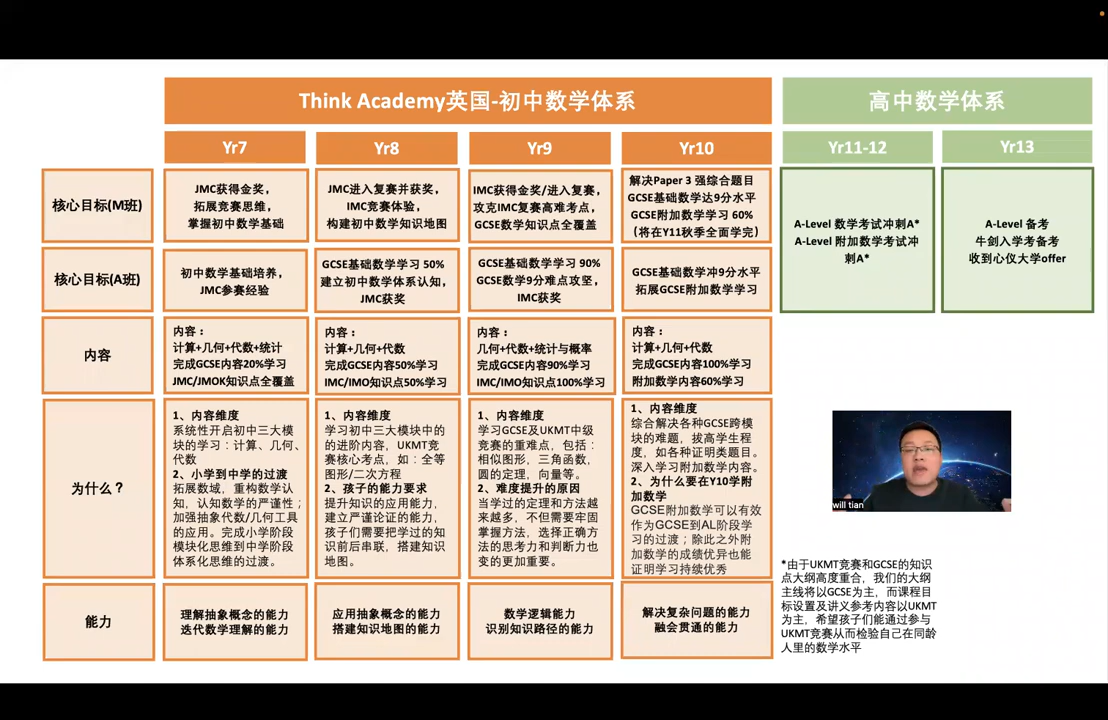 Think Academy英国-初中数学体系
高中数学体系
Yr7
Yr8
Yr9
Yr10
Yr11-12
Yr13
核心目标(M班)
JMC获得金奖，
拓展竞赛思维，
掌握初中数学基础
JMC进入复赛并获奖，
IMC竞赛体验，
构建初中数学知识地图
IMC获得金奖/进入复赛，
攻克IMC复赛高难考点，
GCSE数学知识点全覆盖
解决Paper 3 强综合题目
GCSE基础数学达9分水平
GCSE附加数学学习 60%
（将在Y11秋季全面学完）
A-Level 数学考试冲刺A*
A-Level 附加数学考试冲
刺A*
A-Level 备考
牛剑入学考备考
收到心仪大学offer
核心目标(A班)
初中数学基础培养，
JMC参赛经验
GCSE基础数学学习 50%
建立初中数学体系认知，
JMC获奖
GCSE基础数学学习 90%
GCSE数学9分难点攻坚，
IMC获奖
GCSE基础数学冲9分水平
拓展GCSE附加数学学习
内容
内容：
计算+几何+代数+统计
完成GCSE内容20%学习
JMC/JMOK知识点全覆盖
内容：
计算+几何+代数
完成GCSE内容50%学习
IMC/IMO知识点50%学习
内容：
几何+代数+统计与概率
完成GCSE内容90%学习
IMC/IMO知识点100%学习
内容：
计算+几何+代数
完成GCSE内容100%学习
附加数学内容60%学习
为什么？
1、内容维度
系统性开启初中三大模
块的学习：计算、几何、
代数
2、小学到中学的过渡
拓展数域，重构数学认
知，认知数学的严谨性；
加强抽象代数/几何工具
的应用。完成小学阶段
模块化思维到中学阶段
体系化思维的过渡。
1、内容维度
学习初中三大模块中的
的进阶内容，UKMT竞
赛核心考点，如：全等
图形/二次方程
2、孩子的能力要求
提升知识的应用能力，
建立严谨论证的能力，
孩子们需要把学过的知
识前后串联，搭建知识
地图。
1、内容维度
学习GCSE及UKMT中级
竞赛的重难点，包括：
相似图形，三角函数，
圆的定理，向量等。
2、难度提升的原因
当学过的定理和方法越
来越多，不但需要牢固
掌握方法，选择正确方
法的思考力和判断力也
变的更加重要。
1、内容维度
综合解决各种GCSE跨模
块的难题，拔高学生程
度，如各种证明类题目。
深入学习附加数学内容。
2、为什么要在Y10学附
加数学
GCSE附加数学可以有效
作为GCSE到AL阶段学
习的过渡；除此之外附
加数学的成绩优异也能
证明学习持续优秀
will tian
*由于UKMT竞赛和GCSE的知识
点大纲高度重合，我们的大纲
主线将以GCSE为主，而课程目
标设置及讲义参考内容以UKMT
为主，希望孩子们能通过参与
UKMT竞赛从而检验自己在同龄
人里的数学水平
能力
理解抽象概念的能力
迭代数学理解的能力
应用抽象概念的能力
搭建知识地图的能力
数学逻辑能力
识别知识路径的能力
解决复杂问题的能力
融会贯通的能力